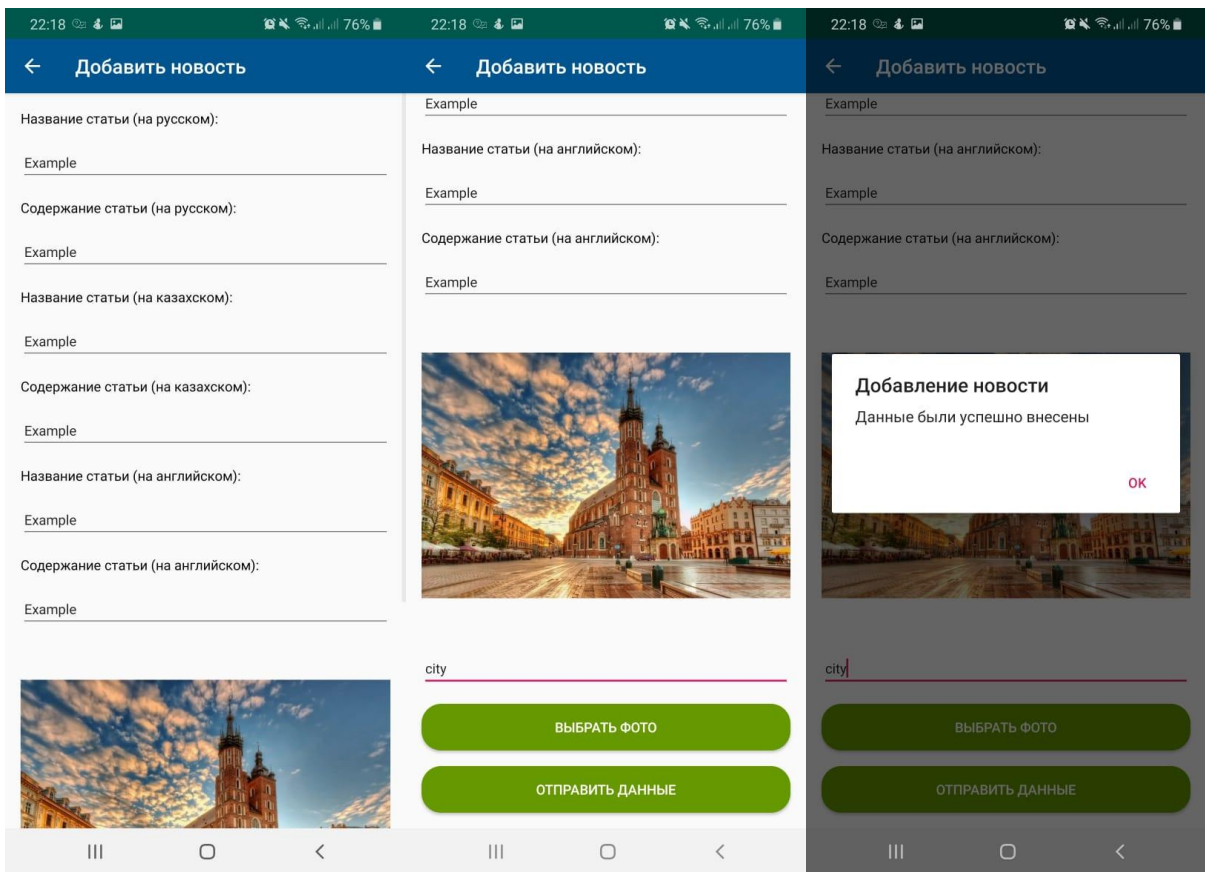 22:18
76%
Добавить новость
Название статьи (на русском):
Example
Содержание статьи (на русском):
Example
Название статьи (на казахском):
Example
Содержание статьи (на казахском):
Example
Название статьи (на английском):
Example
Содержание статьи (на английском):
Example
22:18
76%
Добавить новость
Example
Название статьи (на английском):
Example
Содержание статьи (на английском):
Example
city
ВЫБРАТЬ ФОТО
ОТПРАВИТЬ ДАННЫЕ
22:18
76%
Добавить новость
Example
Название статьи (на английском):
Example
Содержание статьи (на английском):
Example
Добавление новости
Данные были успешно внесены
OK
city
ВЫБРАТЬ ФОТО
ОТПРАВИТЬ ДАННЫЕ